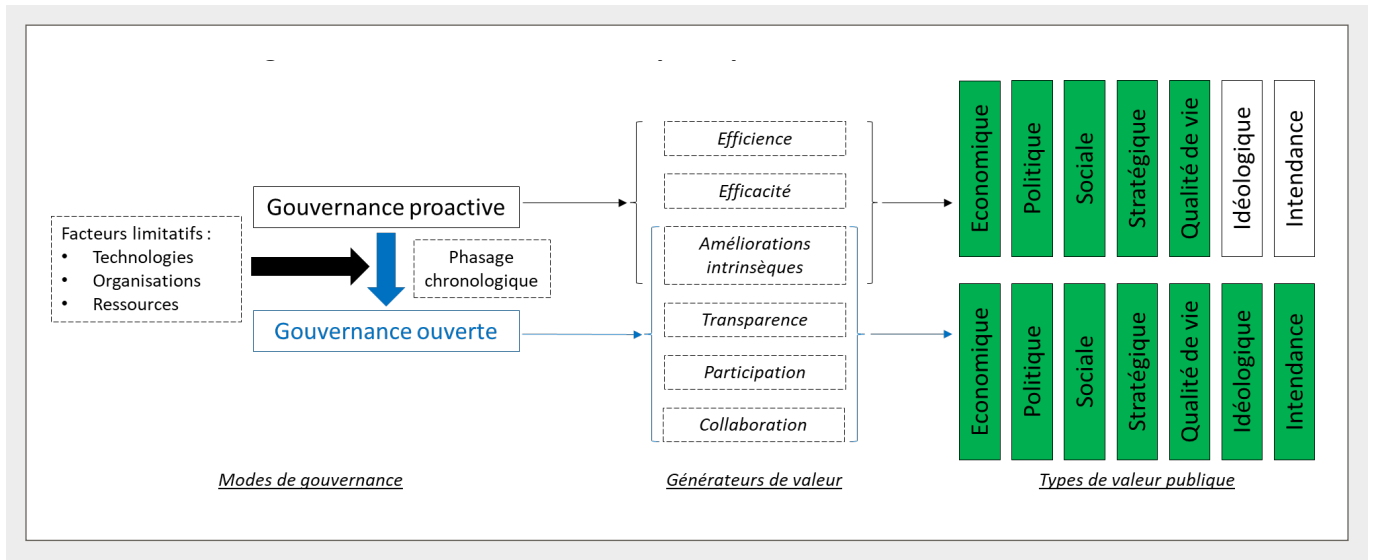 Economique
Politique
Sociale
Stratégique
Qualité de vie
Idéologique
Intendance
Efficience
Efficacité
Gouvernance proactive
Facteurs limitatifs :
• Technologies
• Organisations
• Ressources
Améliorations
intrinsèques
Phasage
chronologique
Gouvernance ouverte
Transparence
Participation
Collaboration
Economique
Politique
Sociale
Stratégique
Qualité de vie
Idéologique
Intendance
Modes de gouvernance
Générateurs de valeur
Types de valeur publique